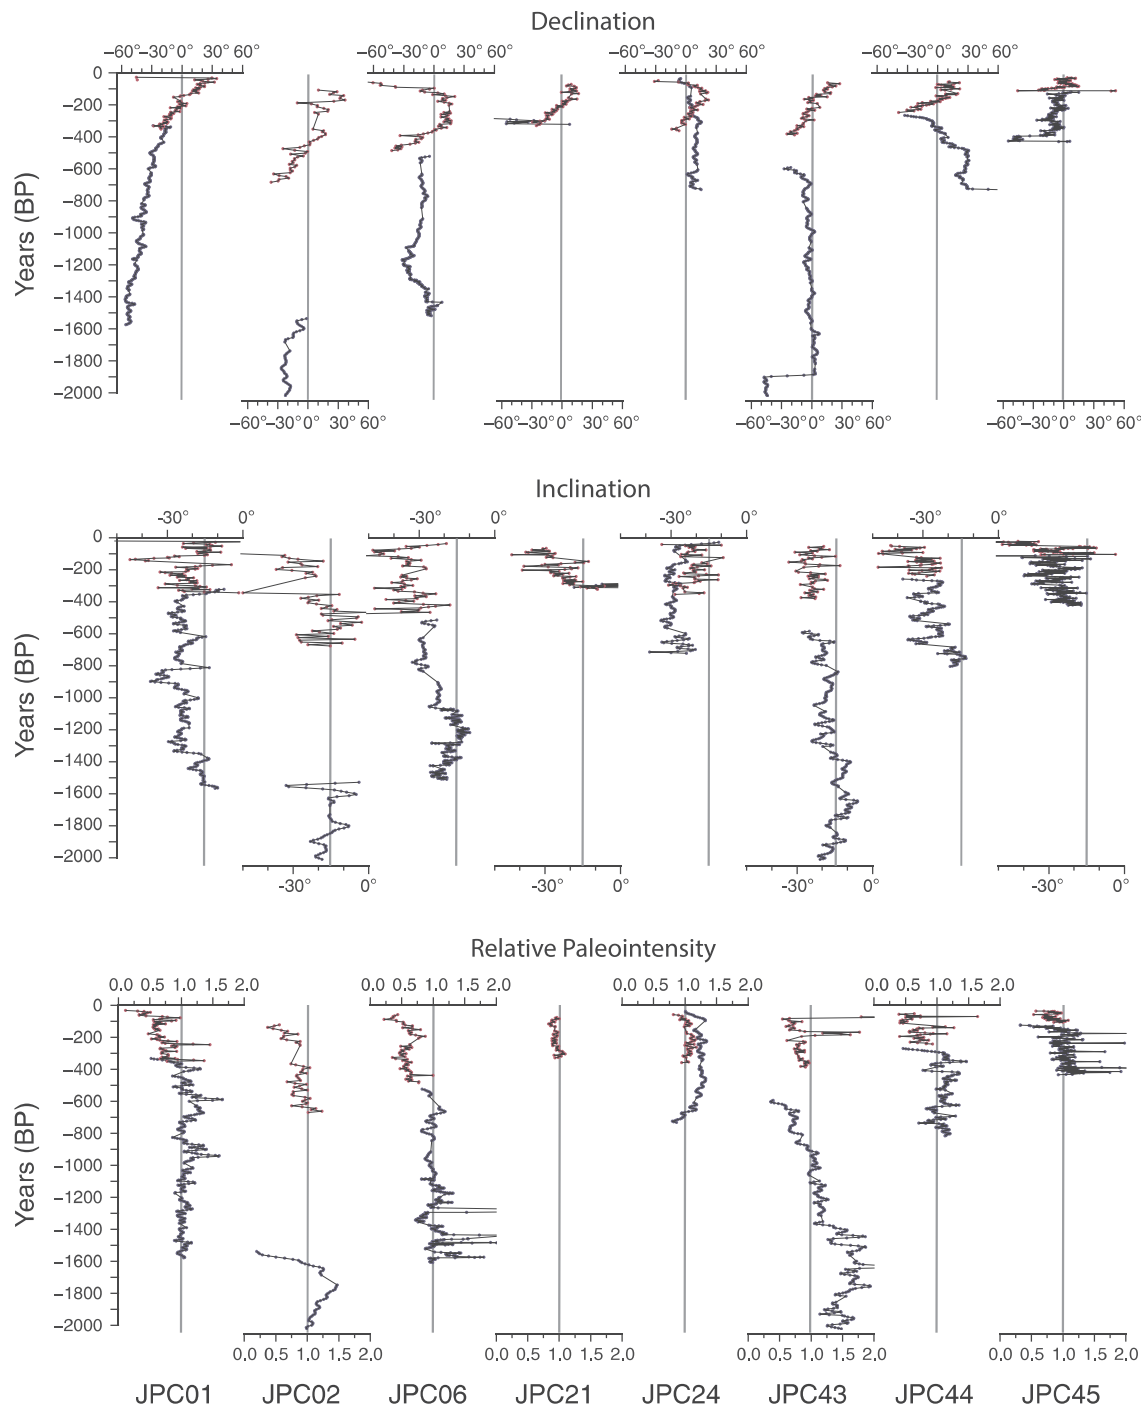 Declination
−60°−30°0° 30° 60° −60°−30°0° 30° 60° −60°−30°0° 30° 60° −60°−30°0° 30° 60°
0
−200
−400
−600
−800
−1000
−1200
−1400
−1600
−1800
−2000
Years (BP)
−60°−30°0° 30° 60° −60°−30°0° 30° 60° −60°−30°0° 30° 60° −60°−30°0° 30° 60°
Inclination
-30° 0° -30° 0° -30° 0° -30° 0°
0
−200
−400
−600
−800
−1000
−1200
−1400
−1600
−1800
−2000
Years (BP)
-30° 0° -30° 0° -30° 0° -30° 0°
Relative Paleointensity
0.0 0.5 1.0 1.5 2.0 0.0 0.5 1.0 1.5 2.0 0.0 0.5 1.0 1.5 2.0 0.0 0.5 1.0 1.5 2.0
0
−200
−400
−600
−800
−1000
−1200
−1400
−1600
−1800
−2000
Years (BP)
0.0 0.5 1.0 1.5 2.0 0.0 0.5 1.0 1.5 2.0 0.0 0.5 1.0 1.5 2.0 0.0 0.5 1.0 1.5 2.0
JPC01 JPC02 JPC06 JPC21 JPC24 JPC43 JPC44 JPC45